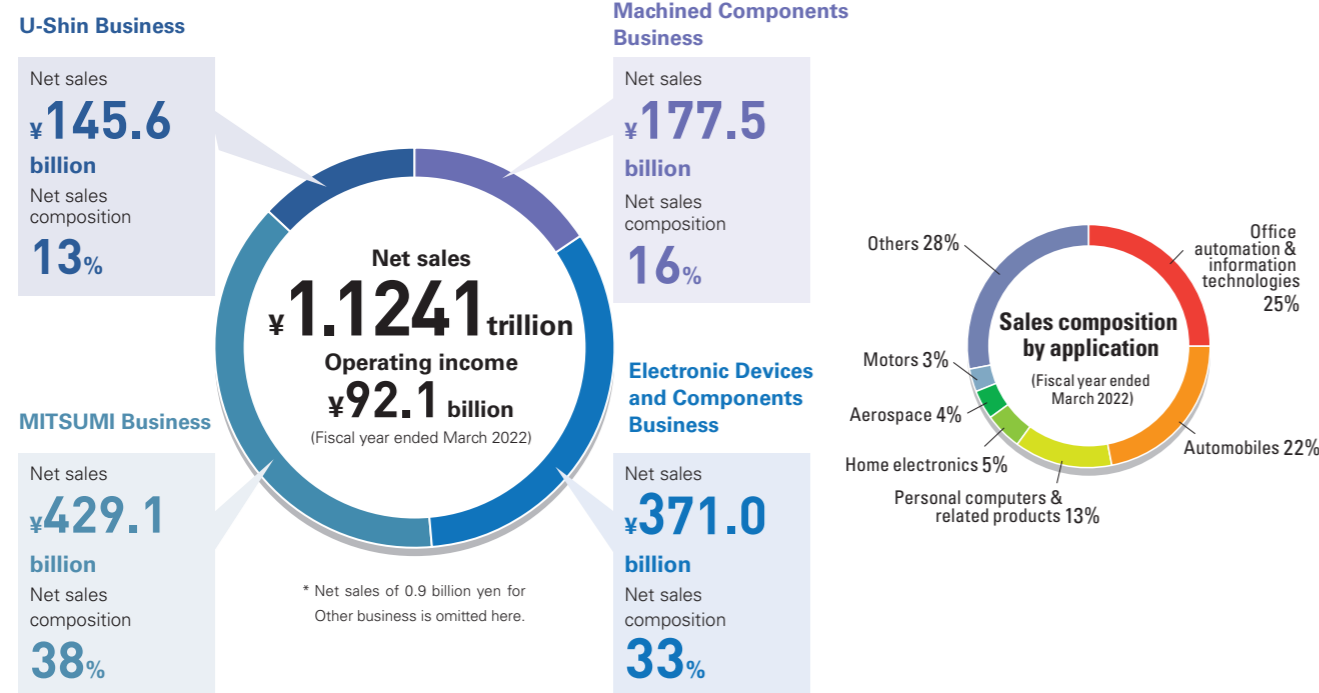 U-Shin Business
Net sales
¥145.6
billion
Net sales
composition
13%
Machined Components
Business
Net sales
¥177.5
billion
Net sales
composition
16%
MITSUMI Business
Net sales
¥429.1
billion
Net sales
composition
38%
Electronic Devices
and Components
Business
Net sales
¥371.0
billion
Net sales
composition
33%
Net sales
¥1.1241 trillion
Operating income
¥92.1 billion
(Fiscal year ended March 2022)
* Net sales of 0.9 billion yen for
Other business is omitted here.
Sales composition
by application
(Fiscal year ended
March 2022)
Office
automation &
information
technologies
25%
Automobiles 22%
Personal computers &
related products 13%
Home electronics 5%
Aerospace 4%
Motors 3%
Others 28%